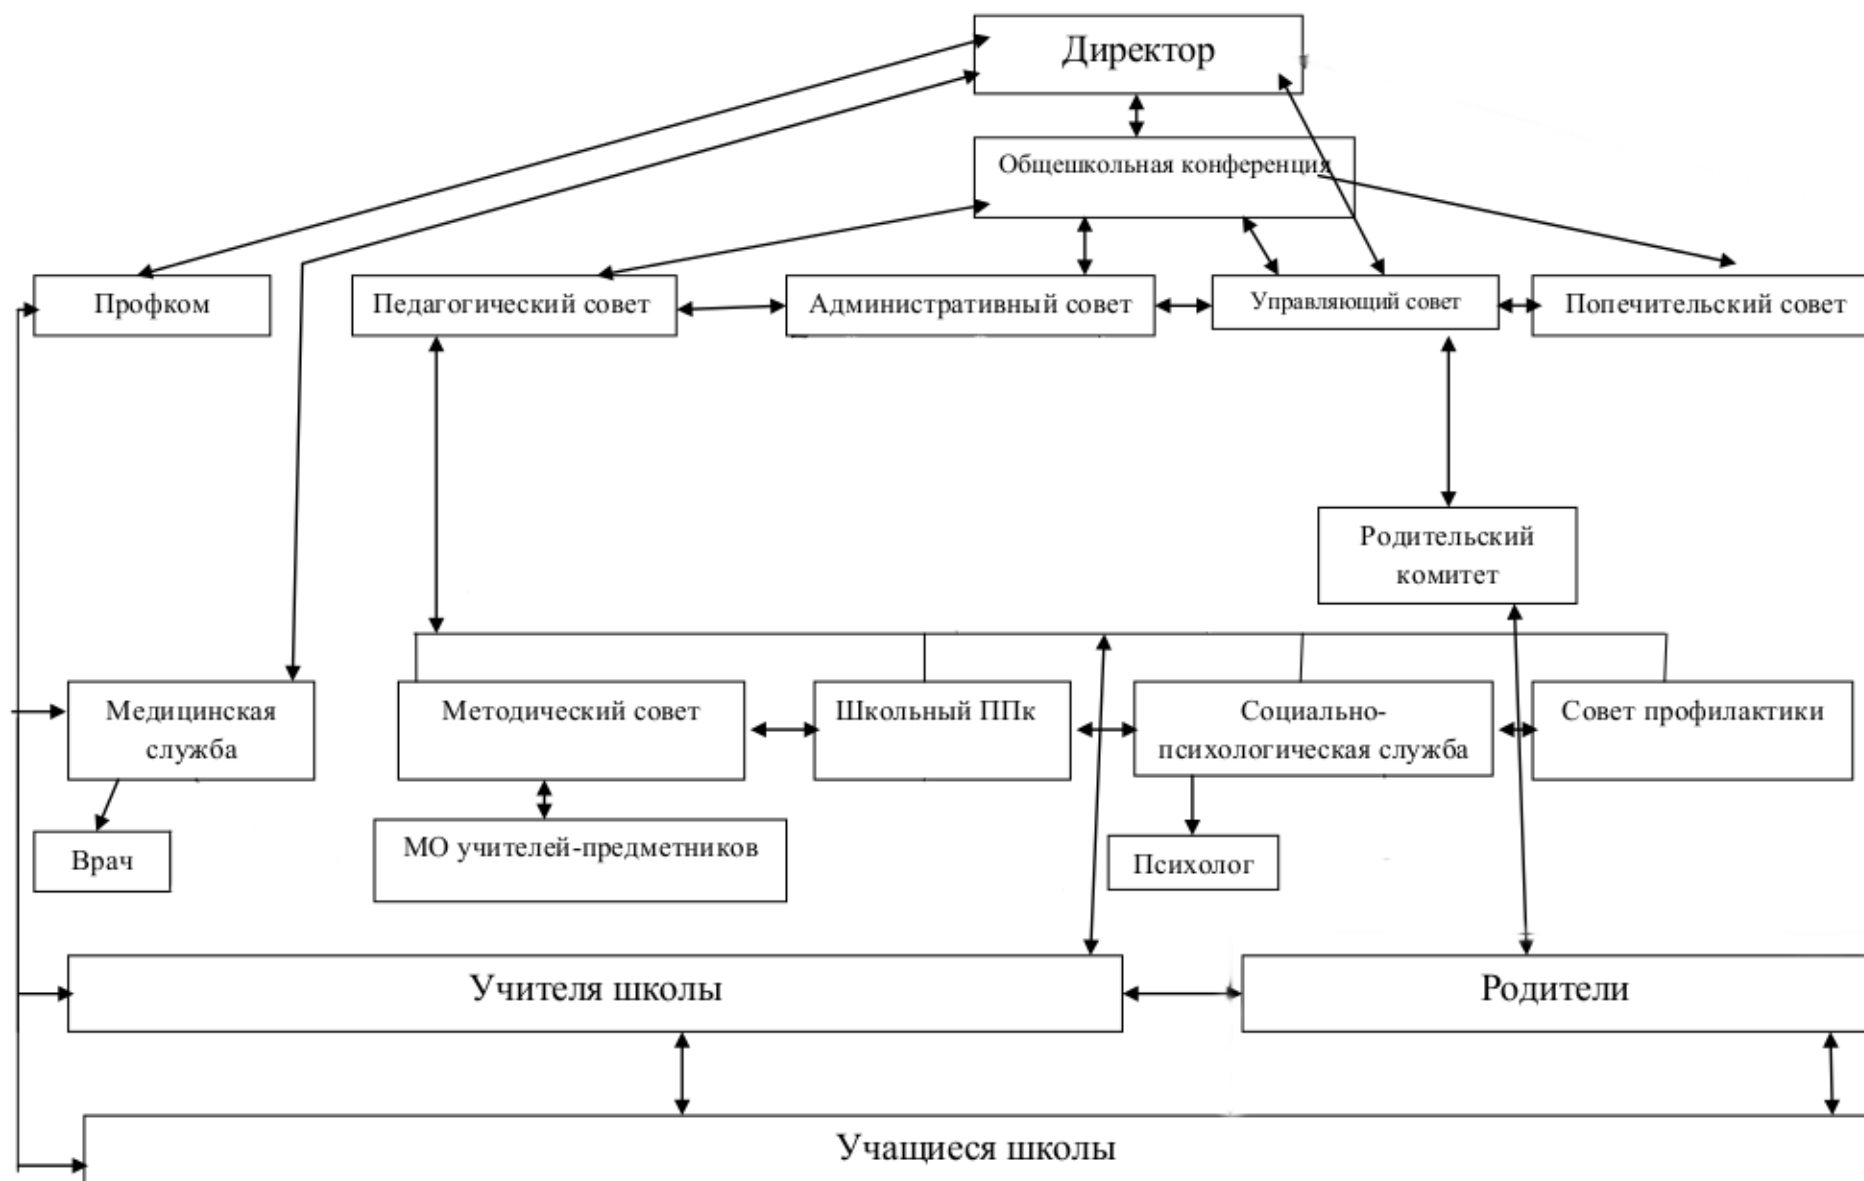 Директор
Общешкольная конференция
Профком
Педагогический совет
Административный совет
Управляющий совет
Попечительский совет
Родительский
комитет
Медицинская
служба
Методический совет
Школьный ППк
Социально-
психологическая служба
Совет профилактики
Врач
МО учителей-предметников
Психолог
Учителя школы
Родители
Учащиеся школы